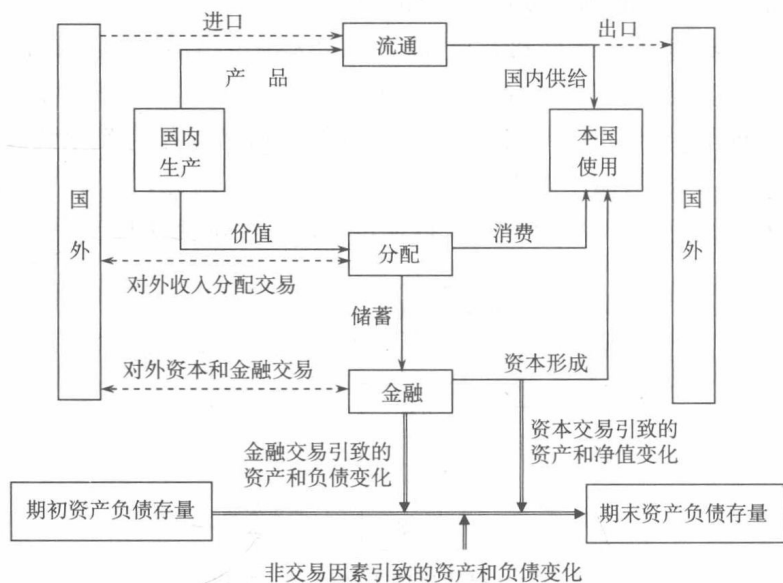 进口
流通
出口
产 品
国内供给
国内
生产
本国
使用
国
外
国
外
价值
分配
消费
对外收入分配交易
储蓄
对外资本和金融交易
金融
资本形成
金融交易引致的
资产和负债变化
资本交易引致的
资产和净值变化
期初资产负债存量
期末资产负债存量
非交易因素引致的资产和负债变化